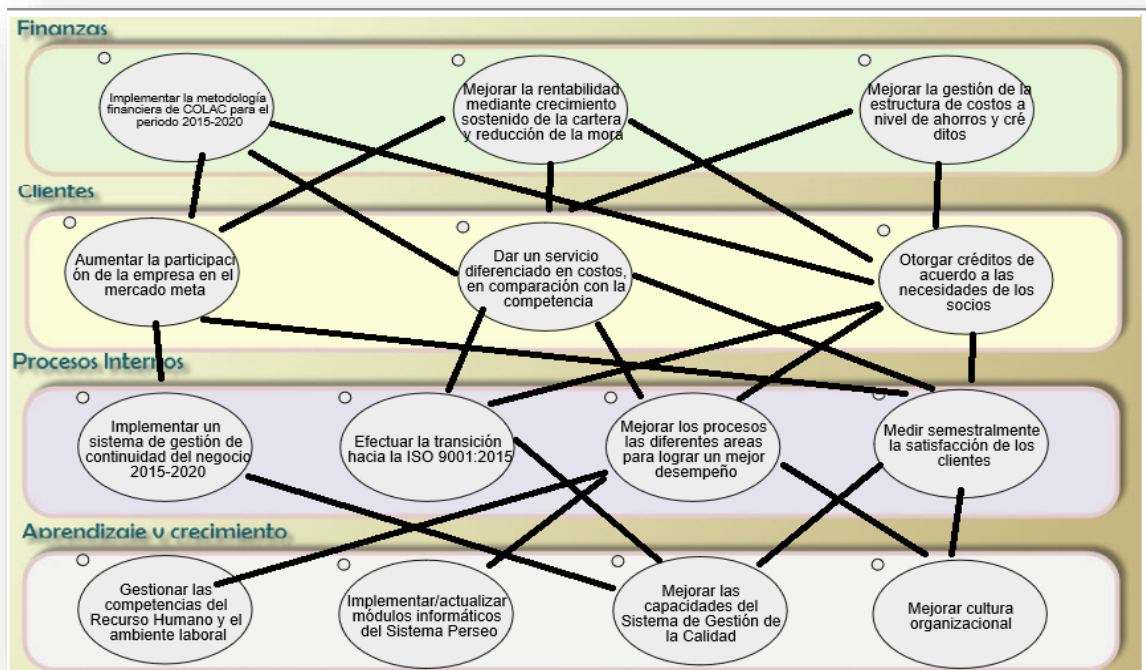 Finanzas
Implementar la metodología
financiera de COLAC para el
periodo 2015-2020
Mejorar la rentabilidad
mediante crecimiento
sostenido de la cartera
y reducción de la mora
Mejorar la gestión de la
estructura de costos a
nivel de ahorros y cré
ditos
Clientes
Aumentar la participaci
ón de la empresa en el
mercado meta
Dar un servicio
diferenciado en costos,
en comparación con la
competencia
Otorgar créditos de
acuerdo a las
necesidades de los
socios
Procesos Internos
Implementar un
sistema de gestión de
continuidad del negocio
2015-2020
Efectuar la transición
hacia la ISO 9001:2015
Mejorar los procesos
las diferentes areas
para lograr un mejor
desempeño
Medir semestralmente
la satisfacción de los
clientes
Aprendizaje y crecimiento
Gestionar las
competencias del
Recurso Humano y el
ambiente laboral
Implementar/actualizar
módulos informáticos
del Sistema Perseo
Mejorar las
capacidades del
Sistema de Gestión de
la Calidad
Mejorar cultura
organizacional